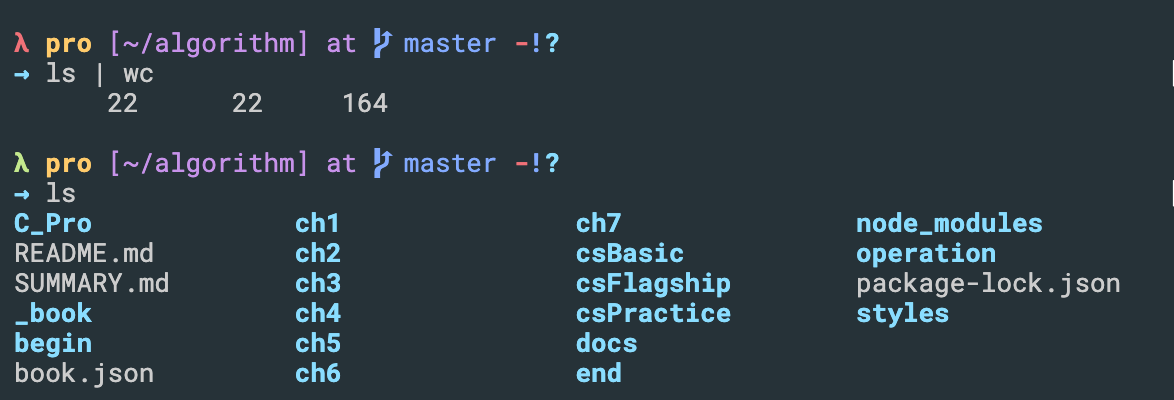 λ pro [~/algorithm] at master -!?
→ ls | wc
22 22 164
λ pro [~/algorithm] at master -!?
→ ls
C_Pro ch1 ch7 node_modules
README.md ch2 csBasic operation
SUMMARY.md ch3 csFlagship package-lock.json
_book ch4 csPractice styles
begin ch5 docs
book.json ch6 end